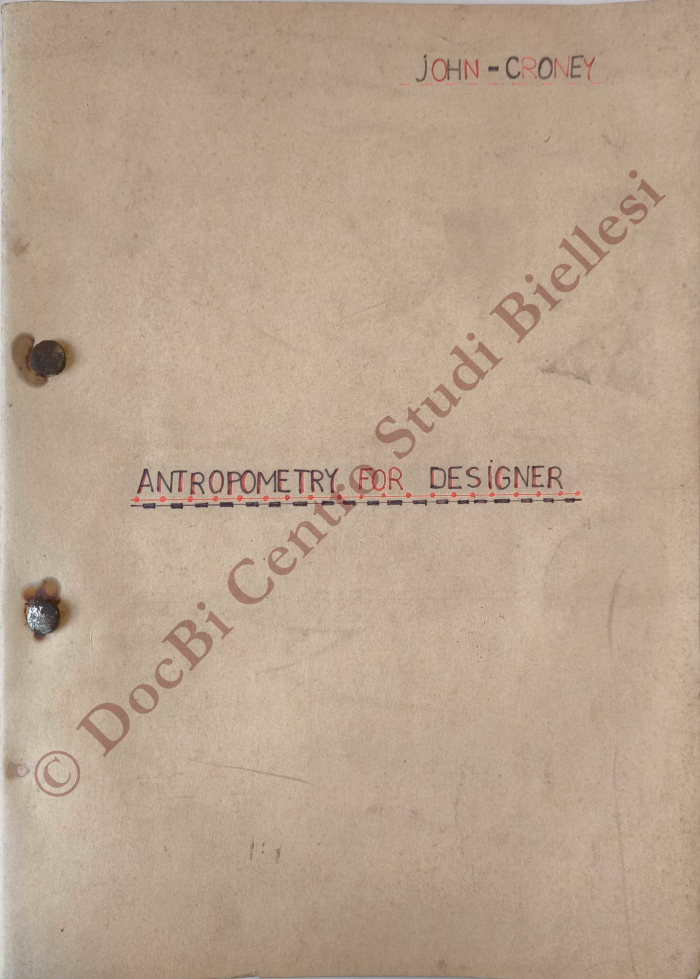 JOHN - CRONEY
ANTROPOMETRY FOR DESIGNER
© DocBi Centro Studi Biellesi